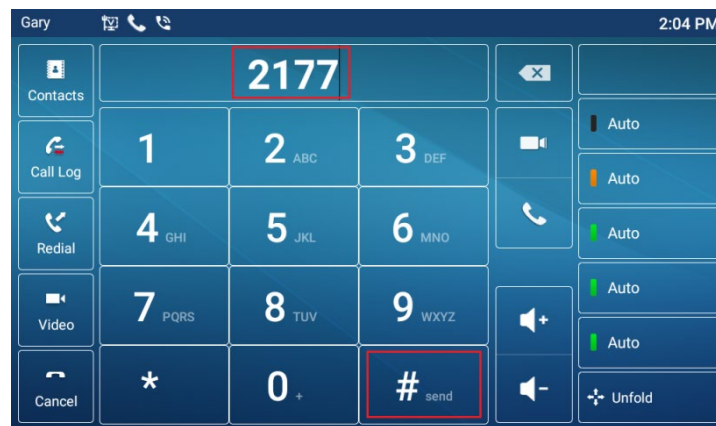 Gary
2:04 PM
Contacts
2177
Call Log
1
2 ABC
3 DEF
Auto
Auto
Redial
4 GHI
5 JKL
6 MNO
Auto
Video
7 PQRS
8 TUV
9 WXYZ
+
Auto
Auto
Cancel
*
0 +
# send
-
Unfold